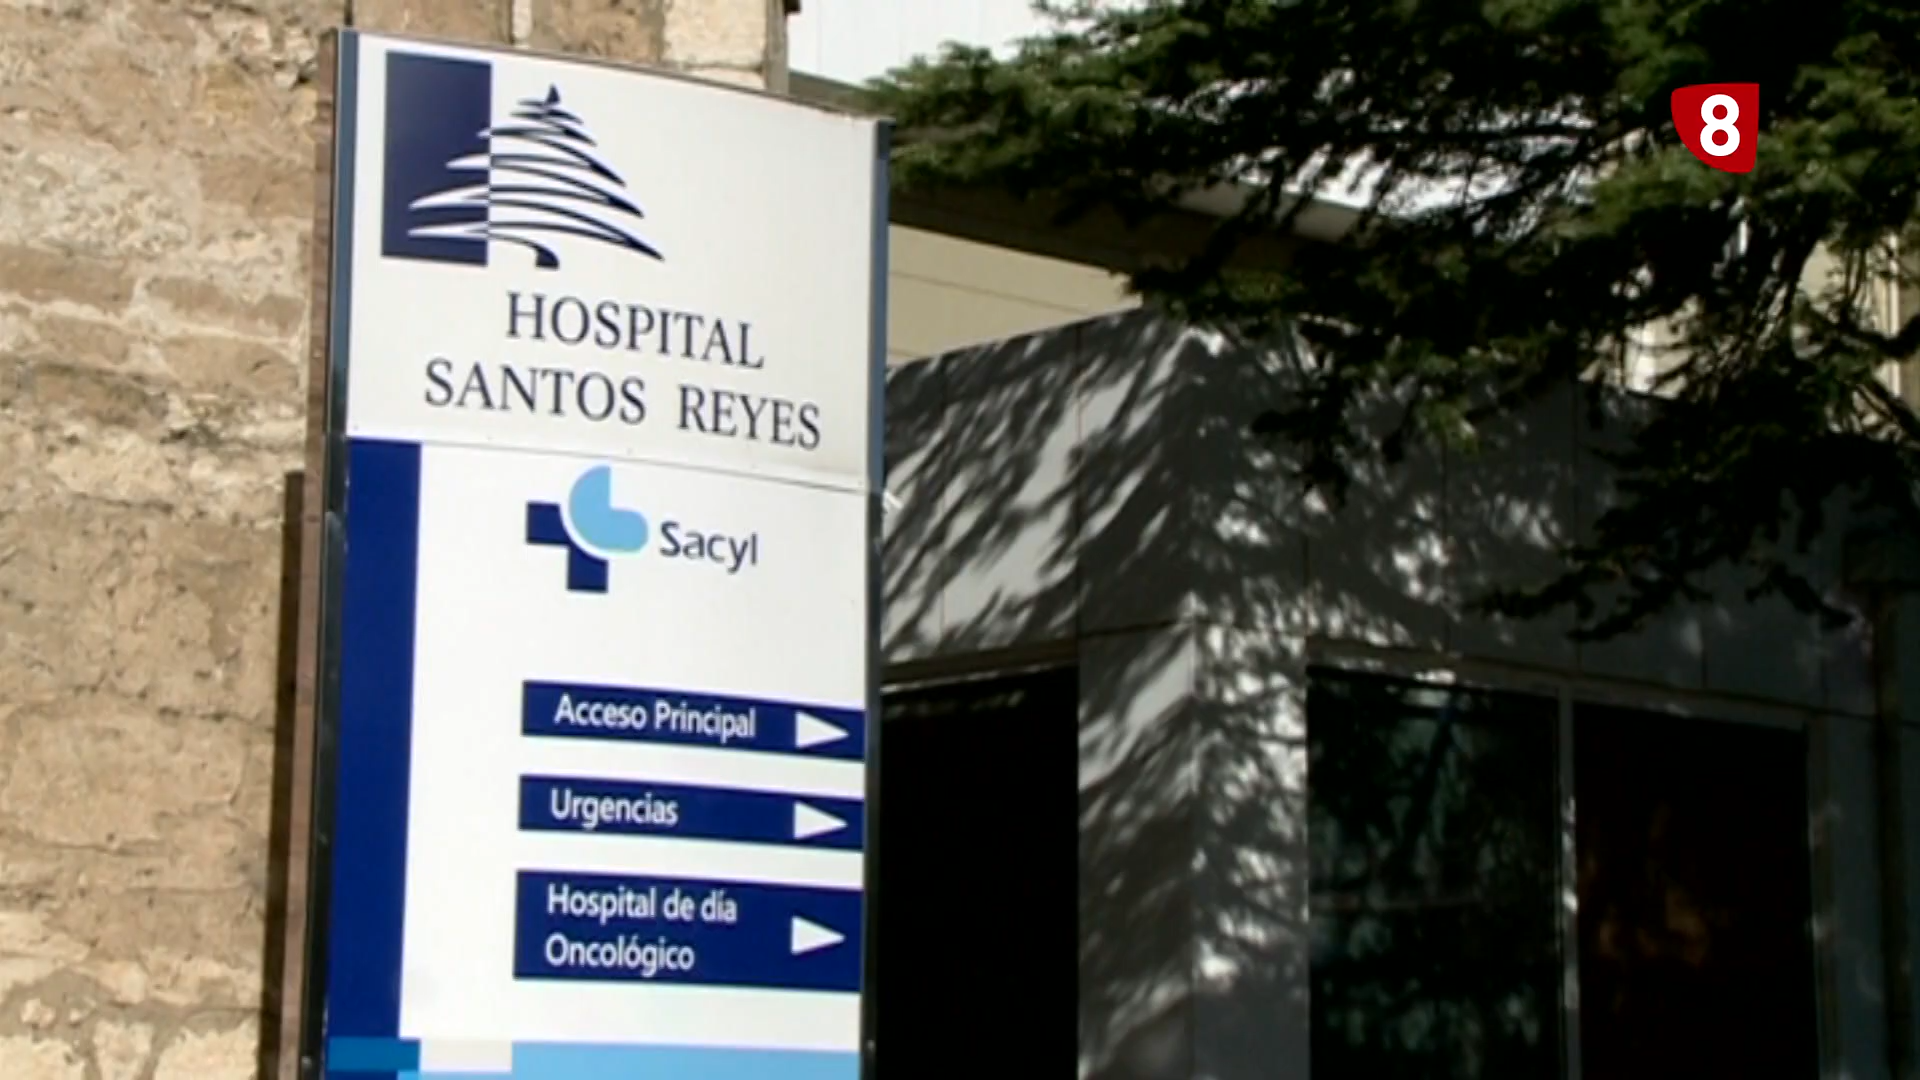 8
HOSPITAL
SANTOS REYES
Sacyl
Acceso Principal
Urgencias
Hospital de día
Oncológico